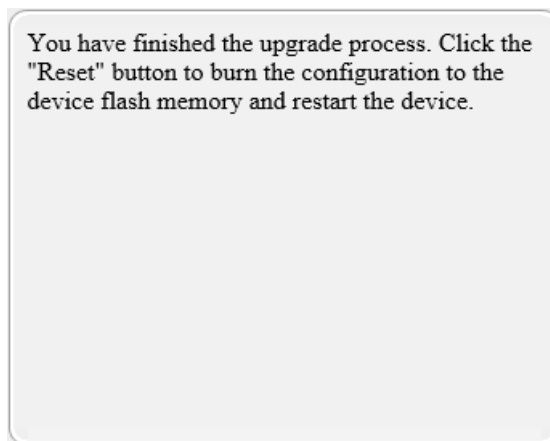 You have finished the upgrade process. Click the
"Reset" button to burn the configuration to the
device flash memory and restart the device.